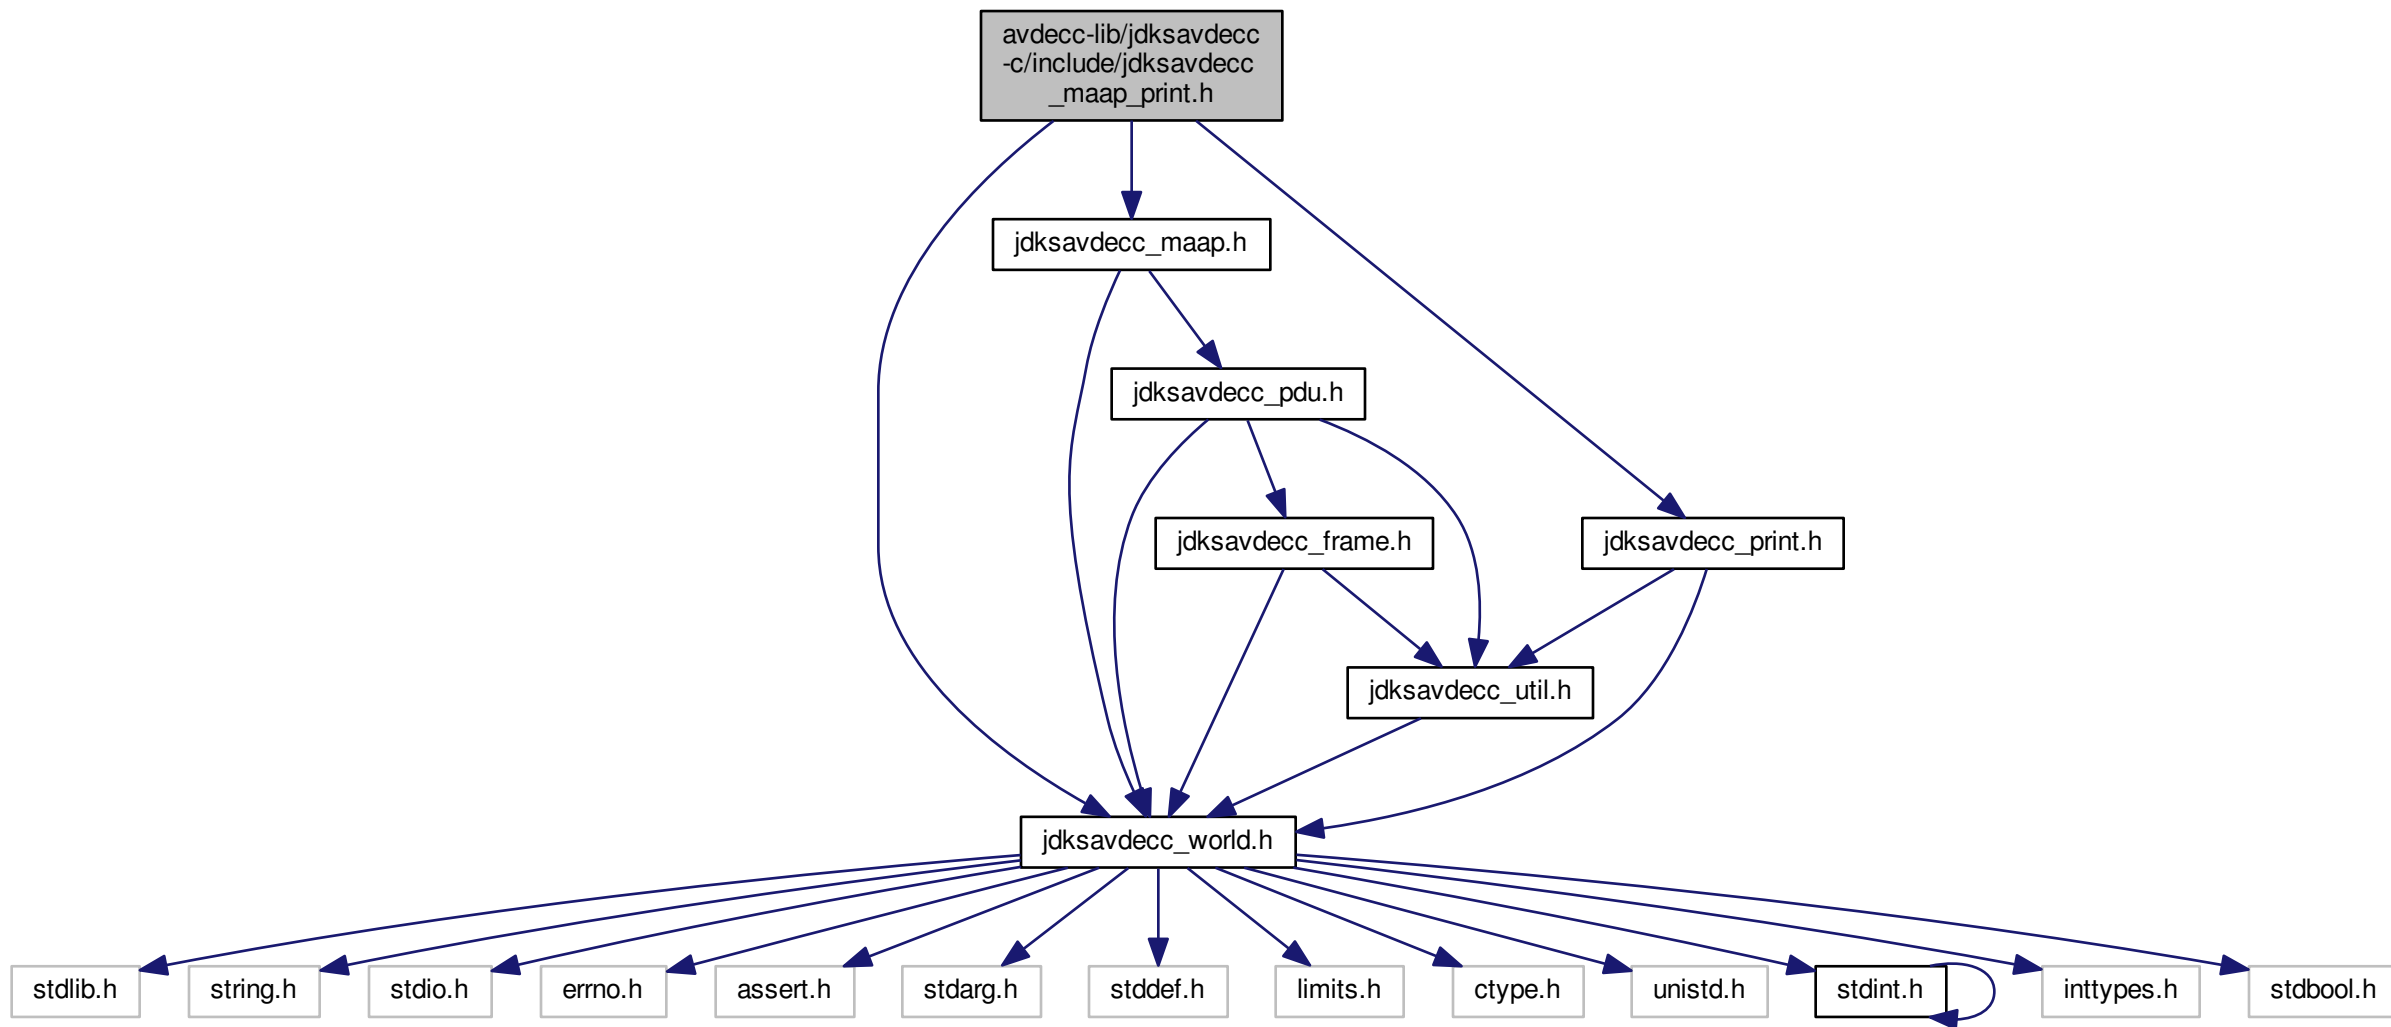 avdecc-lib/jdksavdecc
-c/include/jdksavdecc
_maap_print.h
jdksavdecc_maap.h
jdksavdecc_pdu.h
jdksavdecc_frame.h
jdksavdecc_print.h
jdksavdecc_util.h
jdksavdecc_world.h
stdlib.h
string.h
stdio.h
errno.h
assert.h
stdarg.h
stddef.h
limits.h
ctype.h
unistd.h
stdint.h
inttypes.h
stdbool.h